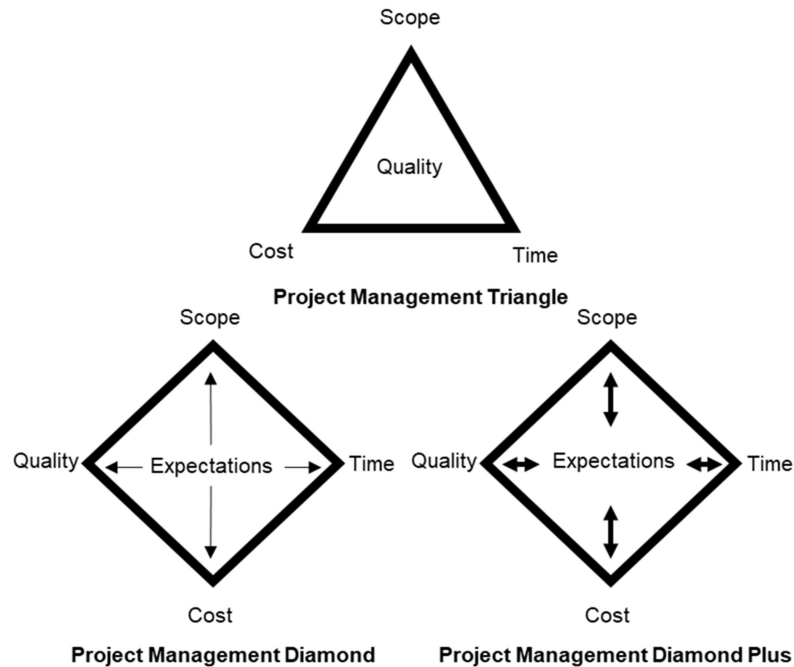 Scope
Quality
Cost
Time
Project Management Triangle
Scope
Quality
Expectations
Time
Cost
Project Management Diamond
Scope
Quality
Expectations
Time
Cost
Project Management Diamond Plus